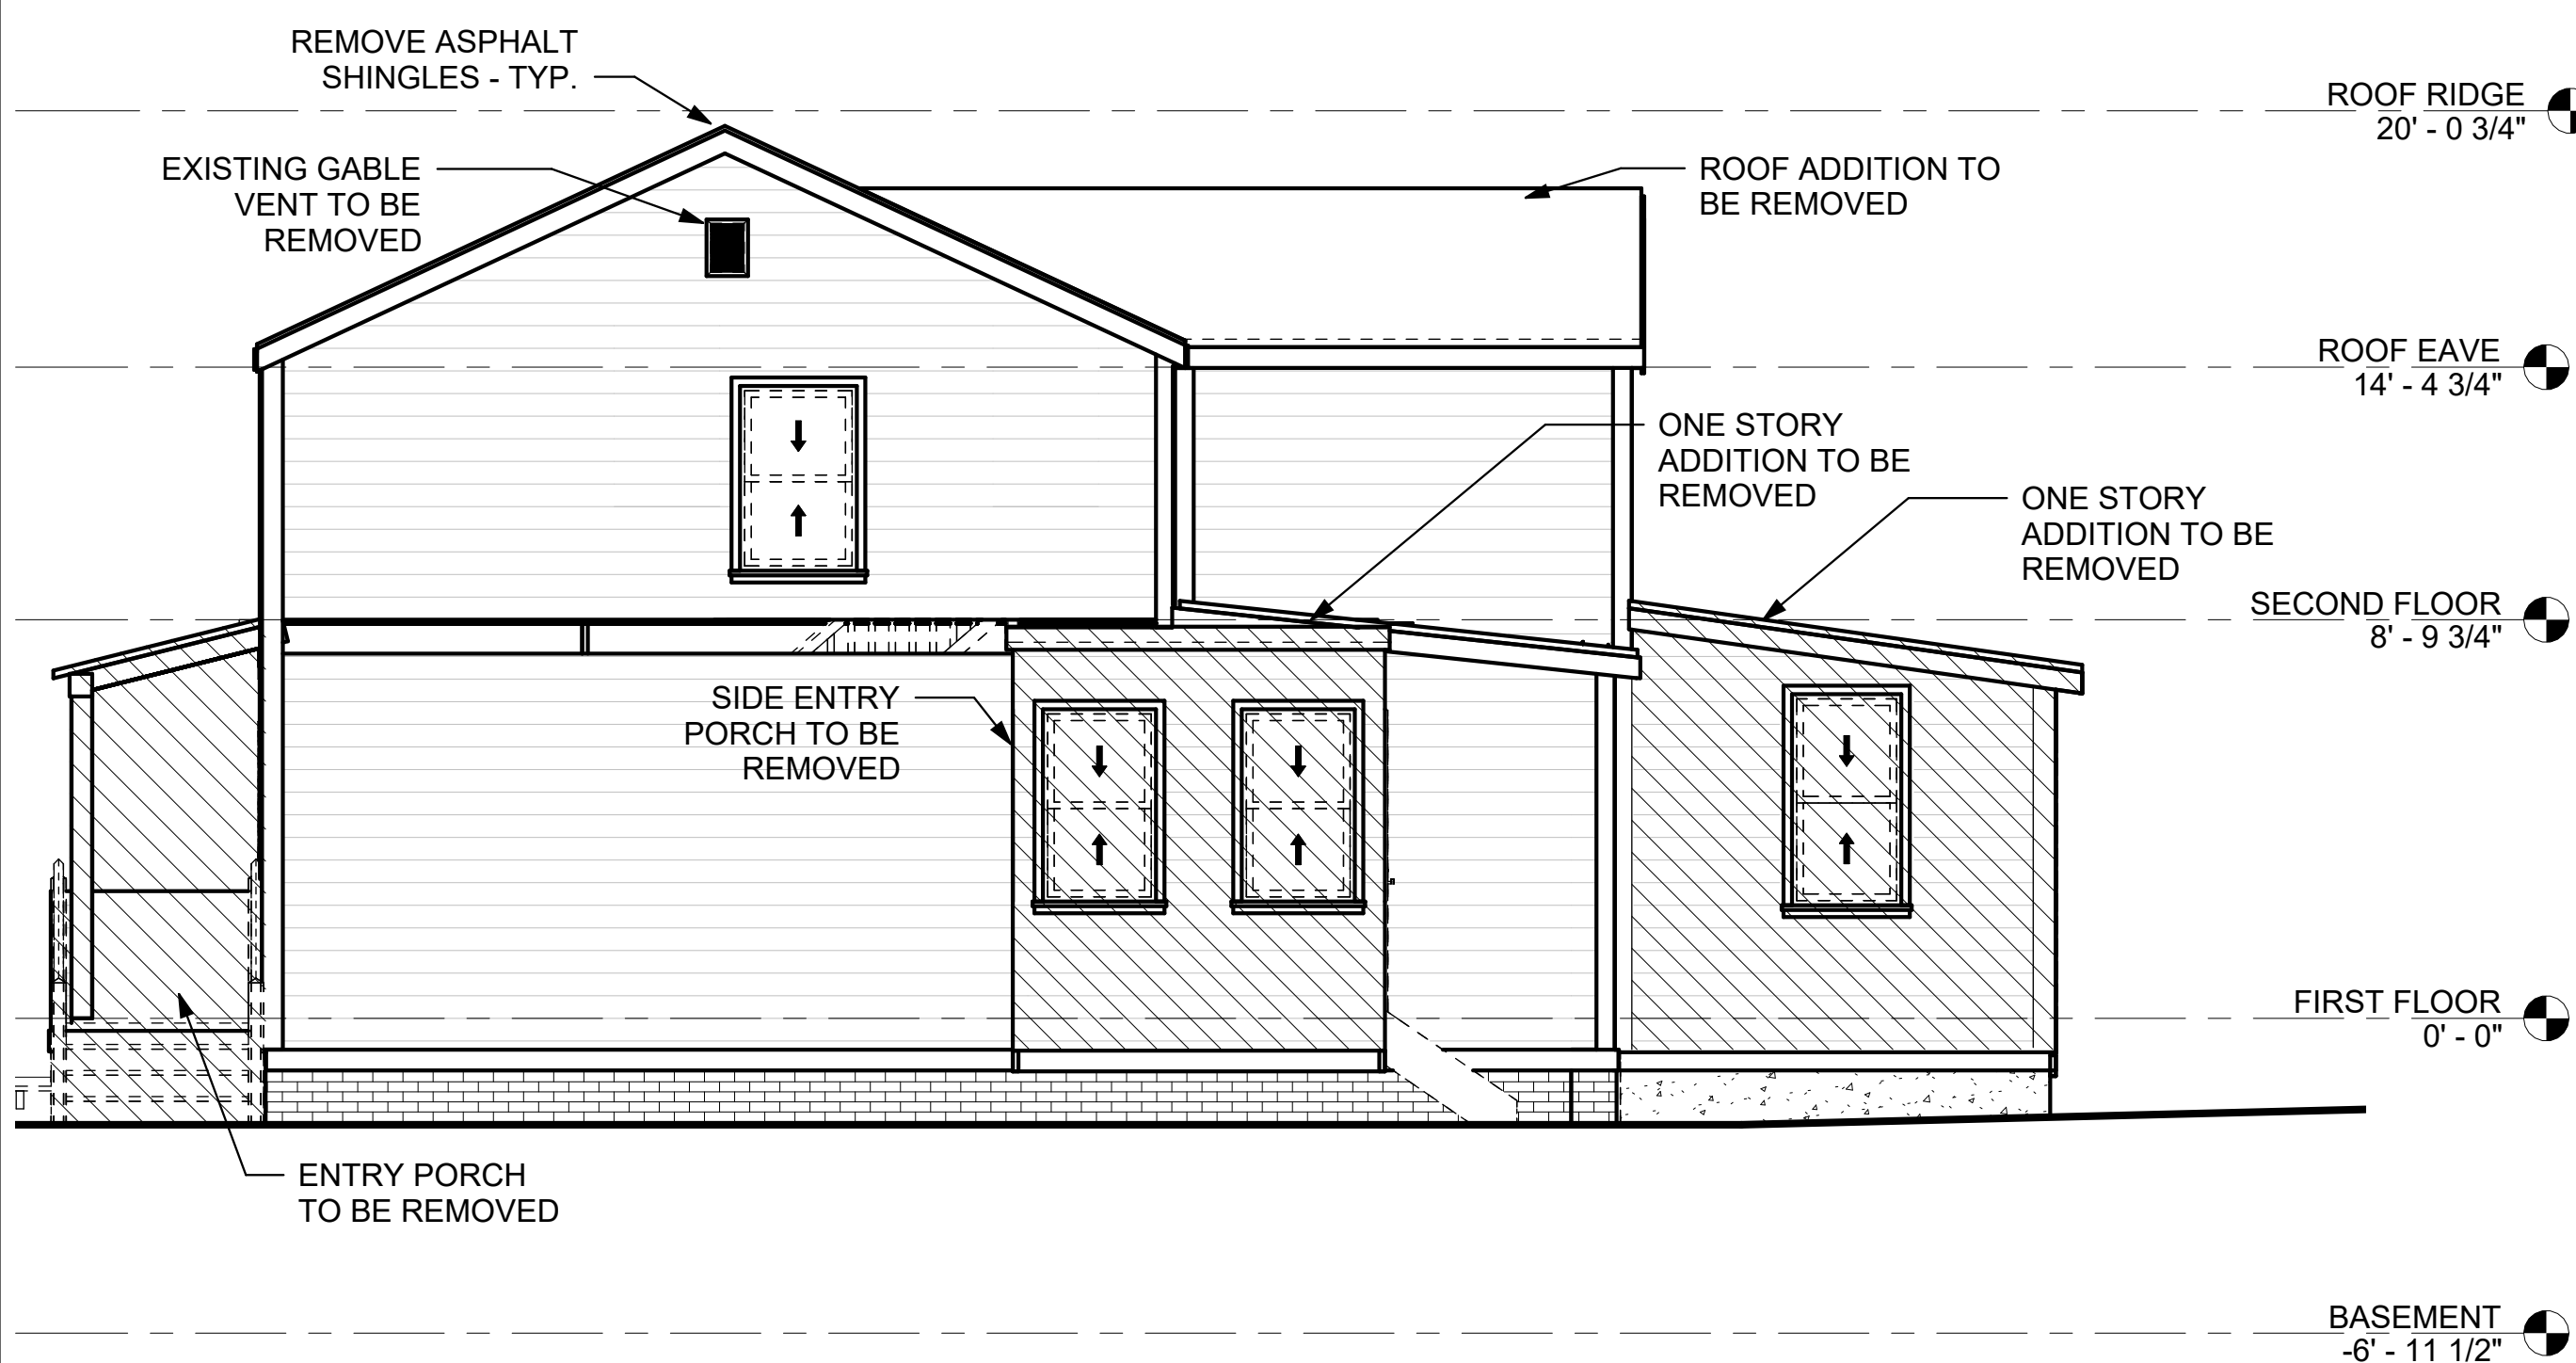 REMOVE ASPHALT
SHINGLES - TYP.
ROOF RIDGE
20' - 0 3/4"
EXISTING GABLE
VENT TO BE
REMOVED
ROOF ADDITION TO
BE REMOVED
ROOF EAVE
14' - 4 3/4"
ONE STORY
ADDITION TO BE
REMOVED
ONE STORY
ADDITION TO BE
REMOVED
SECOND FLOOR
8' - 9 3/4"
SIDE ENTRY
PORCH TO BE
REMOVED
FIRST FLOOR
0' - 0"
ENTRY PORCH
TO BE REMOVED
BASEMENT
-6' - 11 1/2"